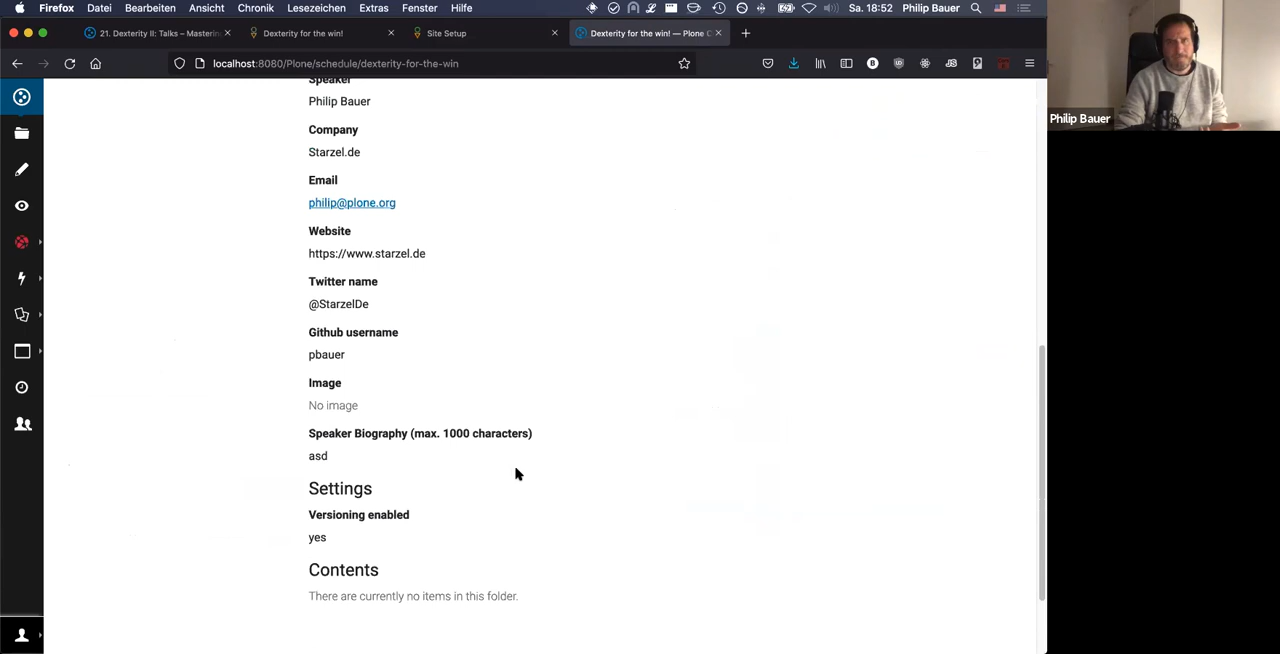 Firefox Datei Bearbeiten Ansicht Chronik Lesezeichen Extras Fenster Hilfe Sa. 18:52 Philip Bauer
21. Dexterity II: Talks – Masterin
Dexterity for the win!
Site Setup
Dexterity for the win! — Plone C
localhost:8080/Plone/schedule/dexterity-for-the-win
Philip Bauer
Speaker
Philip Bauer
Company
Starzel.de
Email
philip@plone.org
Website
https://www.starzel.de
Twitter name
@StarzelDe
Github username
pbauer
Image
No image
Speaker Biography (max. 1000 characters)
asd
Settings
Versioning enabled
yes
Contents
There are currently no items in this folder.